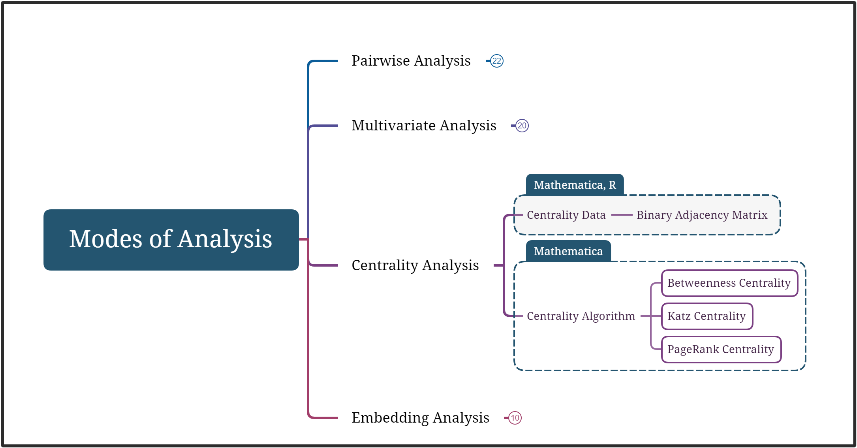 Pairwise Analysis 22
Multivariate Analysis 20
Mathematica, R
Centrality Data Binary Adjacency Matrix
Modes of Analysis
Mathematica
Centrality Analysis
Betweenness Centrality
Centrality Algorithm Katz Centrality
PageRank Centrality
Embedding Analysis 10